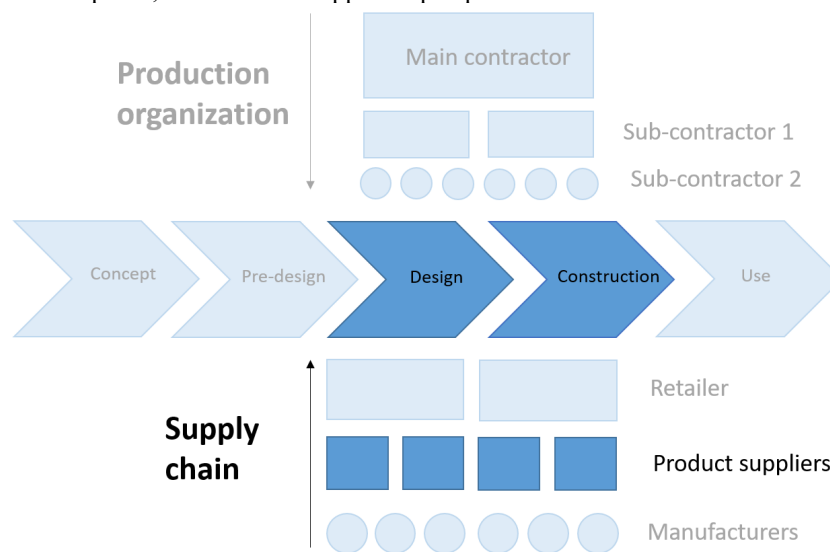 Main contractor
Production
organization
Sub-contractor 1
Sub-contractor 2
Concept
Pre-design
Design
Construction
Use
Retailer
Supply
chain
Product suppliers
Manufacturers